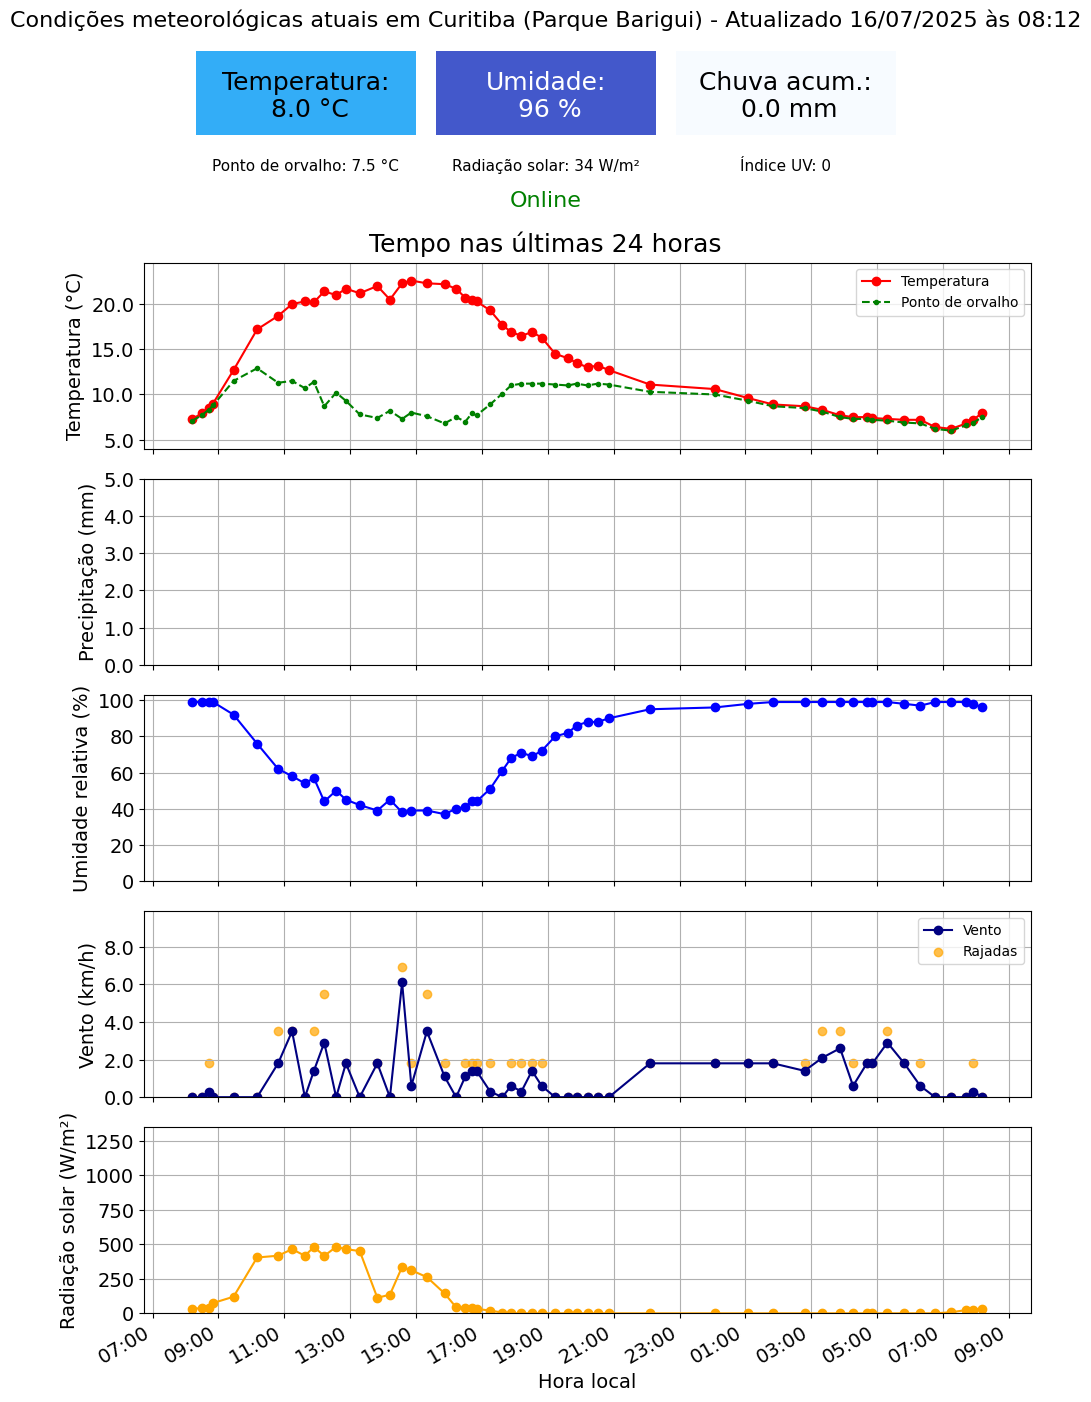 Condições meteorológicas atuais em Curitiba (Parque Barigui) - Atualizado 16/07/2025 às 08:12
Temperatura:
8.0 °C
Umidade:
96 %
Chuva acum.:
0.0 mm
Ponto de orvalho: 7.5 °C
Radiação solar: 34 W/m²
Índice UV: 0
Online
Tempo nas últimas 24 horas
Temperatura (°C)
20.0
15.0
10.0
5.0
Temperatura
Ponto de orvalho
Precipitação (mm)
5.0
4.0
3.0
2.0
1.0
0.0
Umidade relativa (%)
100
80
60
40
20
0
Vento (km/h)
8.0
6.0
4.0
2.0
0.0
Vento
Rajadas
Radiação solar (W/m²)
1250
1000
750
500
250
0
07:00
09:00
11:00
13:00
15:00
17:00
19:00
21:00
23:00
01:00
03:00
05:00
07:00
09:00
Hora local